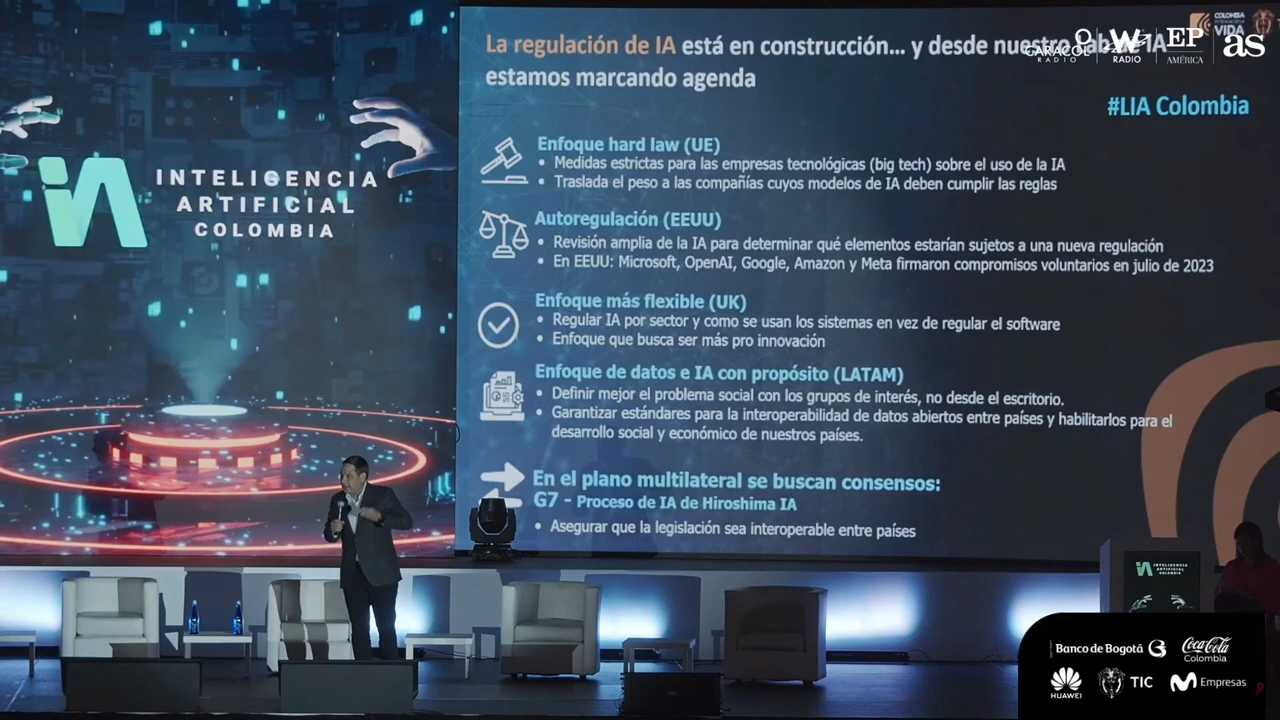 INTELIGENCIA
ARTIFICIAL
COLOMBIA
La regulación de IA está en construcción... y desde nuestro IA
estamos marcando agenda
COLOMBIA
VIDA
CARACOL
RADIO
W
RADIO
EP
AMÉRICA
as
#LIA Colombia
Enfoque hard law (UE)
• Medidas estrictas para las empresas tecnológicas (big tech) sobre el uso de la IA
• Traslada el peso a las compañías cuyos modelos de IA deben cumplir las reglas
Autoregulación (EEUU)
• Revisión amplia de la IA para determinar qué elementos estarían sujetos a una nueva regulación
• En EEUU: Microsoft, OpenAI, Google, Amazon y Meta firmaron compromisos voluntarios en julio de 2023
Enfoque más flexible (UK)
• Regular IA por sector y como se usan los sistemas en vez de regular el software
• Enfoque que busca ser más pro innovación
Enfoque de datos e IA con propósito (LATAM)
• Definir mejor el problema social con los grupos de interés, no desde el escritorio.
• Garantizar estándares para la interoperabilidad de datos abiertos entre países y habilitarlos para el
desarrollo social y económico de nuestros países.
En el plano multilateral se buscan consensos:
G7 - Proceso de IA de Hiroshima IA
• Asegurar que la legislación sea interoperable entre países
INTELIGENCIA
ARTIFICIAL
COLOMBIA
Banco de Bogotá
Coca-Cola
Colombia
HUAWEI
TIC
Empresas